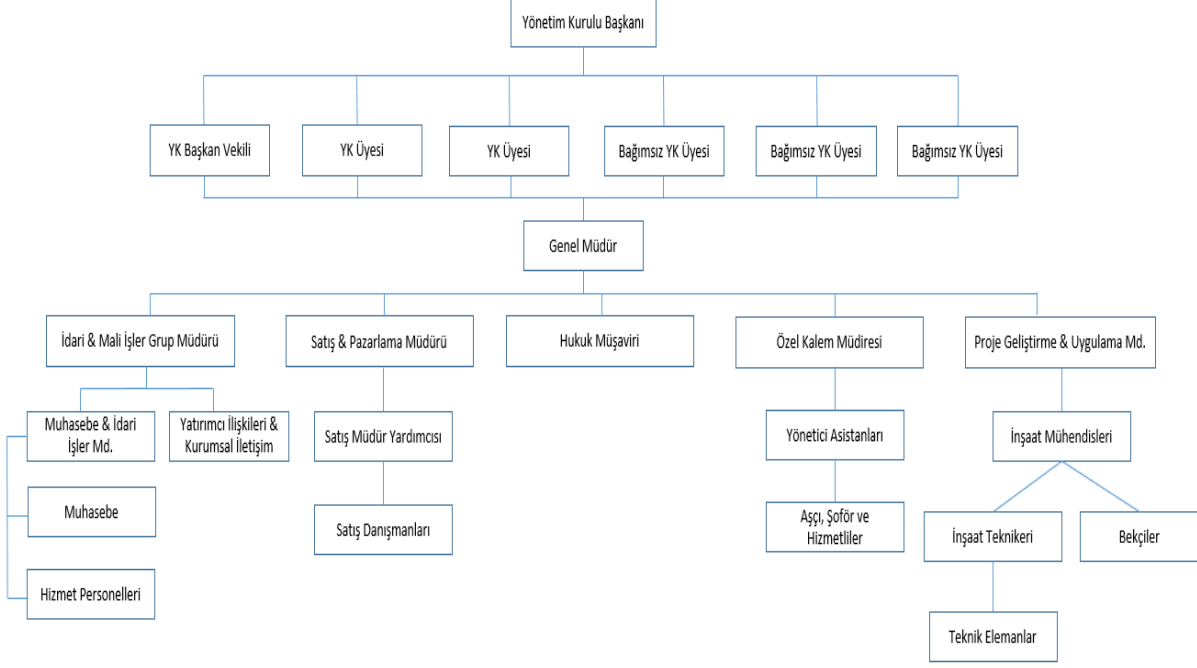 Yönetim Kurulu Başkanı
YK Başkan Vekili
YK Üyesi
YK Üyesi
Bağımsız YK Üyesi
Bağımsız YK Üyesi
Bağımsız YK Üyesi
Genel Müdür
İdari & Mali İşler Grup Müdürü
Satış & Pazarlama Müdürü
Hukuk Müşaviri
Özel Kalem Müdiresi
Proje Geliştirme & Uygulama Md.
Muhasebe & İdari
İşler Md.
Yatırımcı İlişkileri &
Kurumsal İletişim
Satış Müdür Yardımcısı
Yönetici Asistanları
İnşaat Mühendisleri
Muhasebe
Satış Danışmanları
Aşçı, Şoför ve
Hizmetliler
İnşaat Teknikeri
Bekçiler
Hizmet Personelleri
Teknik Elemanlar